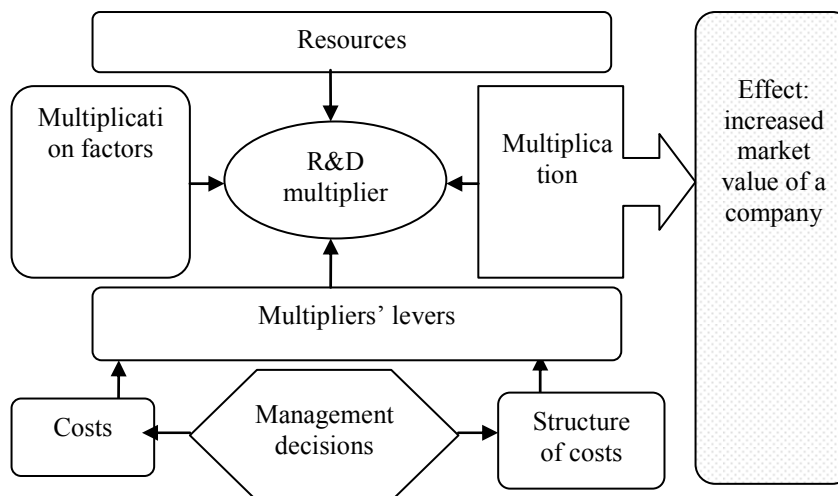 Resources
Multiplicati
on factors
R&D
multiplier
Multiplica
tion
Effect:
increased
market
value of a
company
Multipliers’ levers
Costs
Management
decisions
Structure
of costs